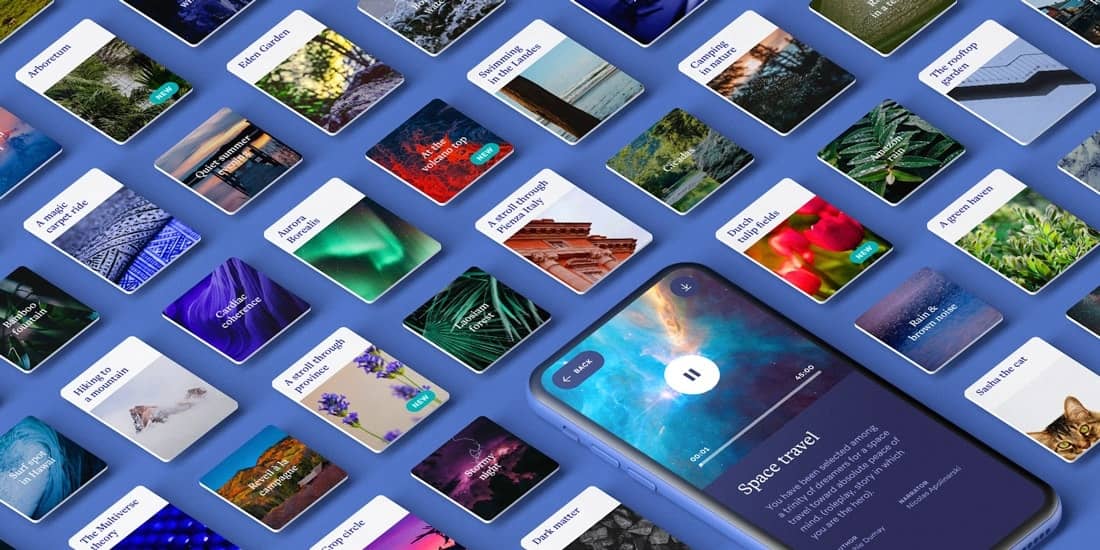 Arboretum
NEW
Eden Garden
Swimming
in the Landes
Camping
in nature
The rooftop
garden
Quiet summer
evening
At the
volcano top
NEW
Cicadas
Amazon
rain
A magic
carpet ride
Aurora
Borealis
A stroll through
Pienza Italy
Dutch
tulip fields
NEW
A green haven
Bamboo
fountain
Cardiac
coherence
Laotian
forest
Rain &
brown noise
Hiking to
a mountain
A stroll through
province
NEW
← BACK
00:01
45:00
Space travel
You have been selected among
a trinity of dreamers for a space
travel toward absolute peace of
mind. (roleplay, story in which
you are the hero).
NARRATOR
Nicolas Apolinarski
Sasha the cat
Surf spot
in Hawaï
Réveil à la
campagne
Stormy
night
The Multiverse
theory
Crop circle
Dark matter